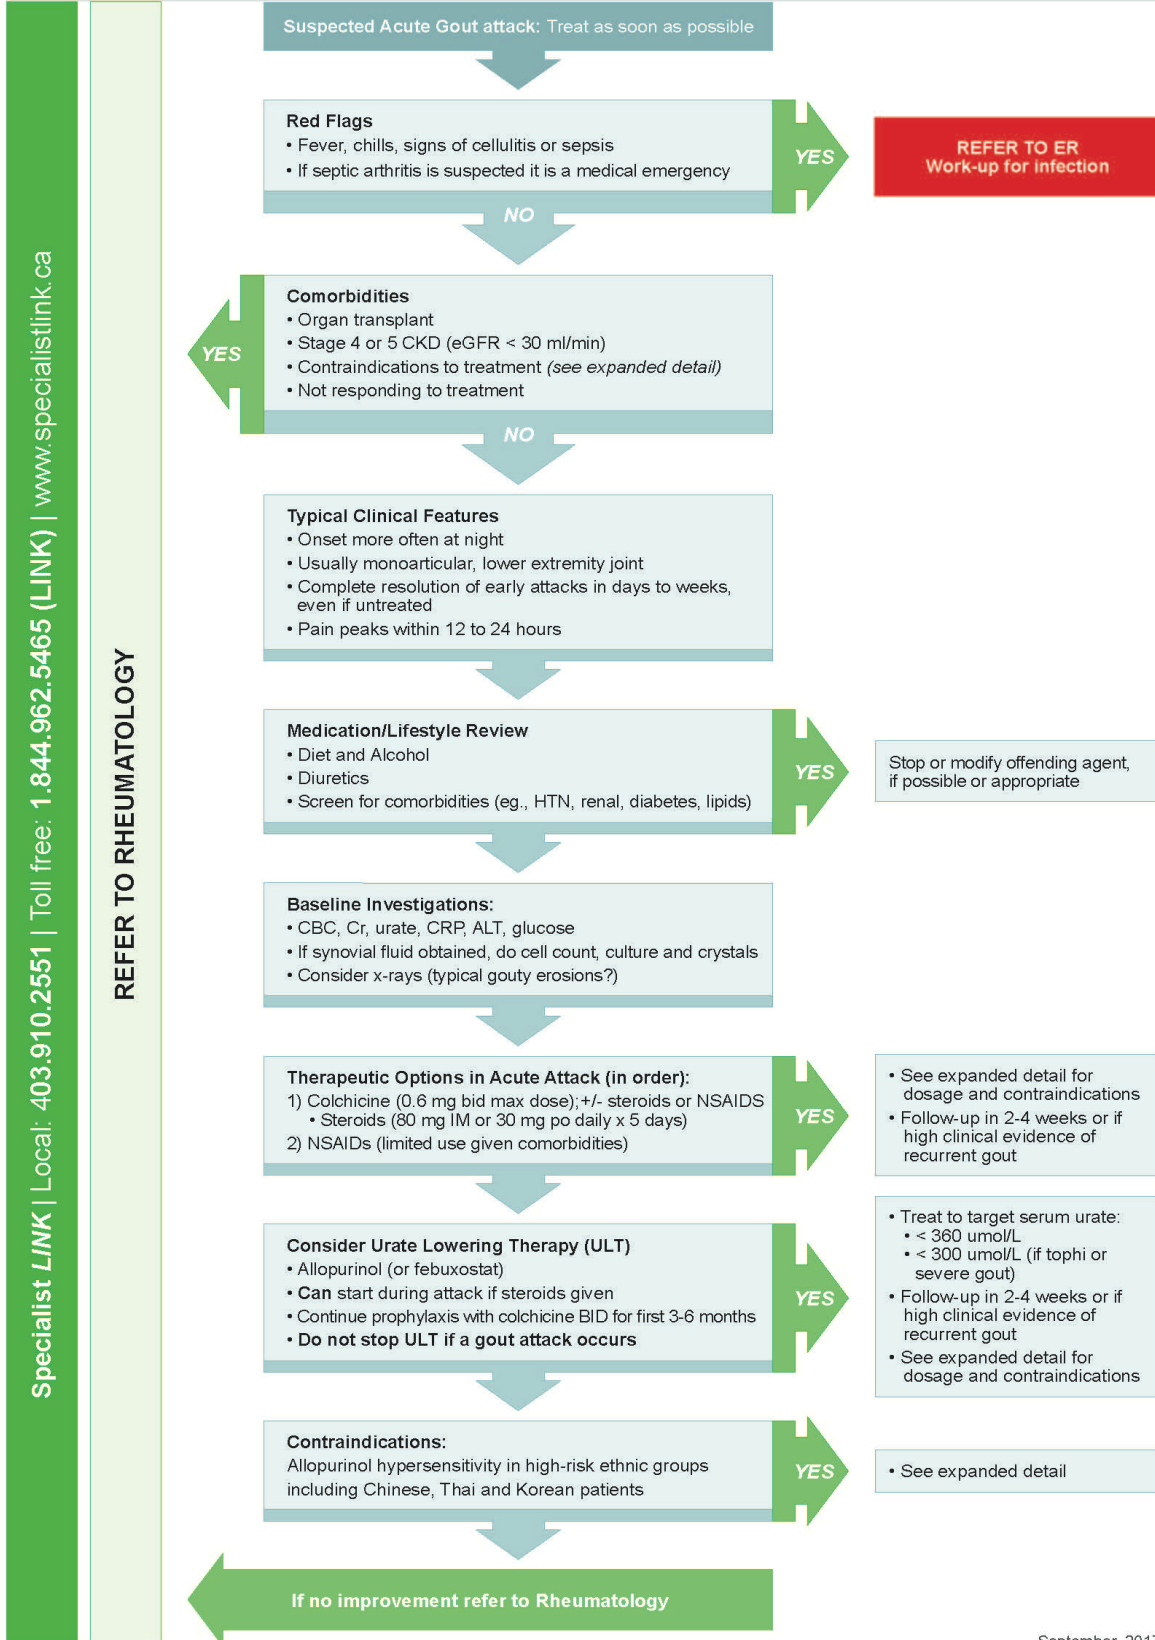 Specialist LINK | Local: 403.910.2551 | Toll free: 1.844.962.5465 (LINK) | www.specialistlink.ca
REFER TO RHEUMATOLOGY
Suspected Acute Gout attack: Treat as soon as possible
Red Flags
• Fever, chills, signs of cellulitis or sepsis
• If septic arthritis is suspected it is a medical emergency
YES
REFER TO ER
Work-up for infection
NO
Comorbidities
• Organ transplant
• Stage 4 or 5 CKD (eGFR < 30 ml/min)
• Contraindications to treatment (see expanded detail)
• Not responding to treatment
YES
NO
Typical Clinical Features
• Onset more often at night
• Usually monoarticular, lower extremity joint
• Complete resolution of early attacks in days to weeks,
even if untreated
• Pain peaks within 12 to 24 hours
Medication/Lifestyle Review
• Diet and Alcohol
• Diuretics
• Screen for comorbidities (eg., HTN, renal, diabetes, lipids)
YES
Stop or modify offending agent,
if possible or appropriate
Baseline Investigations:
• CBC, Cr, urate, CRP, ALT, glucose
• If synovial fluid obtained, do cell count, culture and crystals
• Consider x-rays (typical gouty erosions?)
Therapeutic Options in Acute Attack (in order):
1) Colchicine (0.6 mg bid max dose);+/- steroids or NSAIDS
• Steroids (80 mg IM or 30 mg po daily x 5 days)
2) NSAIDs (limited use given comorbidities)
YES
• See expanded detail for
dosage and contraindications
• Follow-up in 2-4 weeks or if
high clinical evidence of
recurrent gout
Consider Urate Lowering Therapy (ULT)
• Allopurinol (or febuxostat)
• Can start during attack if steroids given
• Continue prophylaxis with colchicine BID for first 3-6 months
• Do not stop ULT if a gout attack occurs
YES
• Treat to target serum urate:
• < 360 umol/L
• < 300 umol/L (if tophi or
severe gout)
• Follow-up in 2-4 weeks or if
high clinical evidence of
recurrent gout
• See expanded detail for
dosage and contraindications
Contraindications:
Allopurinol hypersensitivity in high-risk ethnic groups
including Chinese, Thai and Korean patients
YES
• See expanded detail
If no improvement refer to Rheumatology
September, 2017